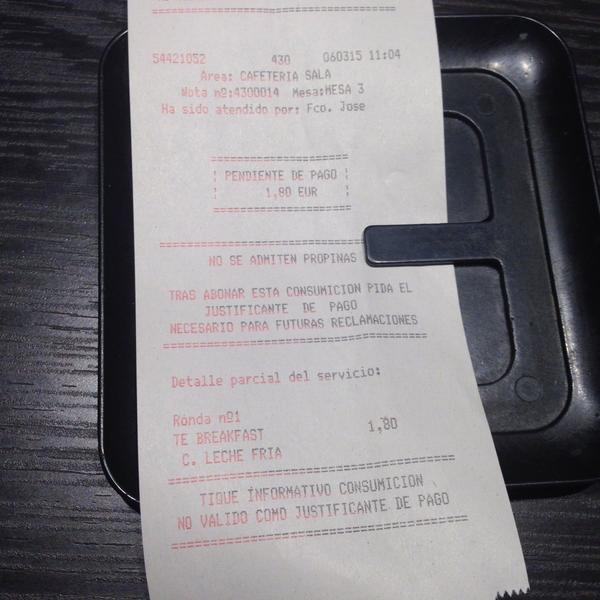 54421052 430 060315 11:04
Area: CAFETERIA SALA
Nota nº:4300014 Mesa:MESA 3
Ha sido atendido por: Fco. Jose
PENDIENTE DE PAGO
1,80 EUR
NO SE ADMITEN PROPINAS
TRAS ABONAR ESTA CONSUMICION PIDA EL
JUSTIFICANTE DE PAGO
NECESARIO PARA FUTURAS RECLAMACIONES
Detalle parcial del servicio:
Ronda nº1
TE BREAKFAST 1,80
C. LECHE FRIA
TIQUE INFORMATIVO CONSUMICION
NO VALIDO COMO JUSTIFICANTE DE PAGO